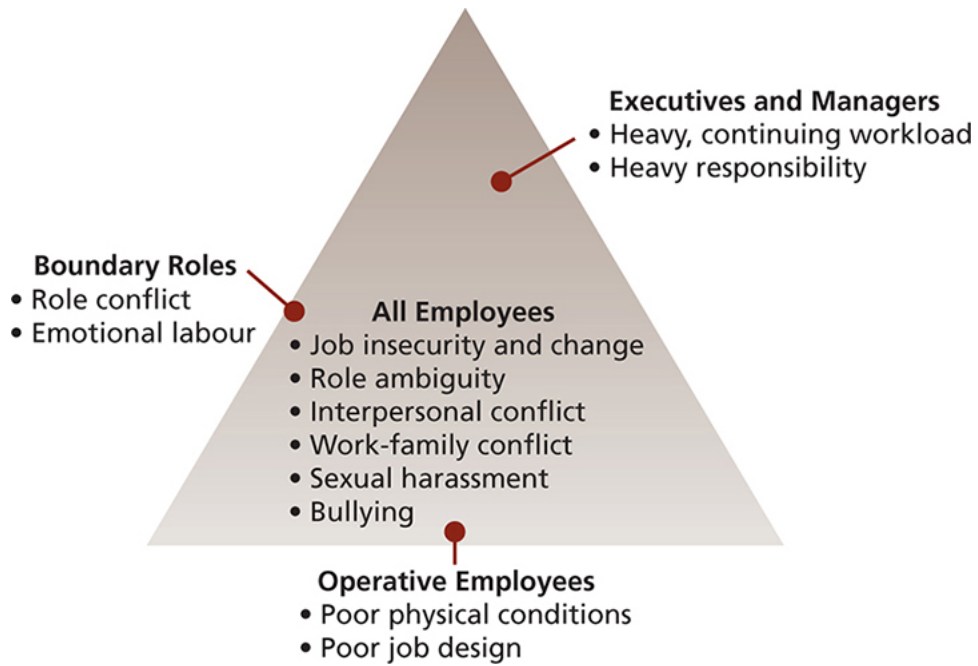 Executives and Managers
• Heavy, continuing workload
• Heavy responsibility
Boundary Roles
• Role conflict
• Emotional labour
All Employees
• Job insecurity and change
• Role ambiguity
• Interpersonal conflict
• Work-family conflict
• Sexual harassment
• Bullying
Operative Employees
• Poor physical conditions
• Poor job design